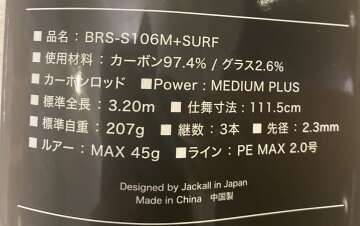 ■品名：BRS-S106M+SURF
■使用材料：カーボン97.4% / グラス2.6%
■カーボンロッド ■Power：MEDIUM PLUS
■標準全長：3.20m ■仕舞寸法：111.5cm
■標準自重：207g ■継数：3本 ■先径：2.3mm
■ルアー：MAX 45g ■ライン：PE MAX 2.0号
Designed by Jackall in Japan
Made in China 中国製